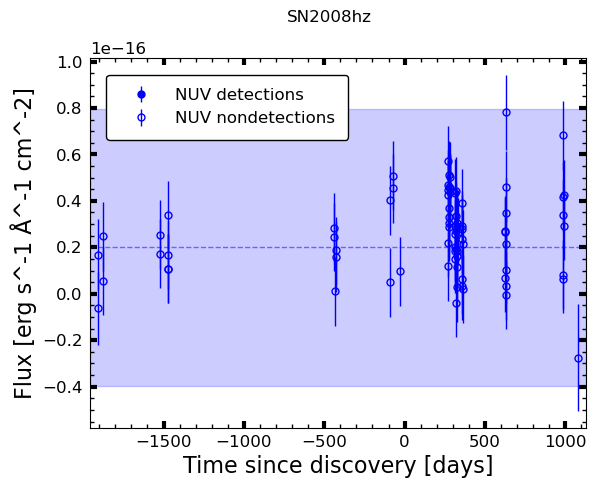 SN2008hz
1e−16
NUV detections
NUV nondetections
1.0
0.8
0.6
0.4
0.2
0.0
−0.2
−0.4
Flux [erg s^-1 Å^-1 cm^-2]
−1500 −1000 −500 0 500 1000
Time since discovery [days]